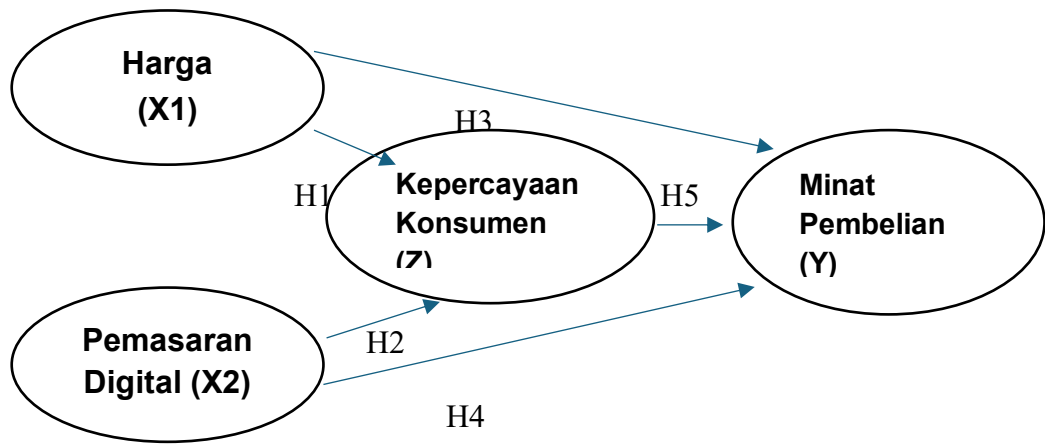 Harga
(X1)
H3
H1
Kepercayaan
Konsumen
(Z)
H5
Minat
Pembelian
(Y)
Pemasaran
Digital (X2)
H2
H4